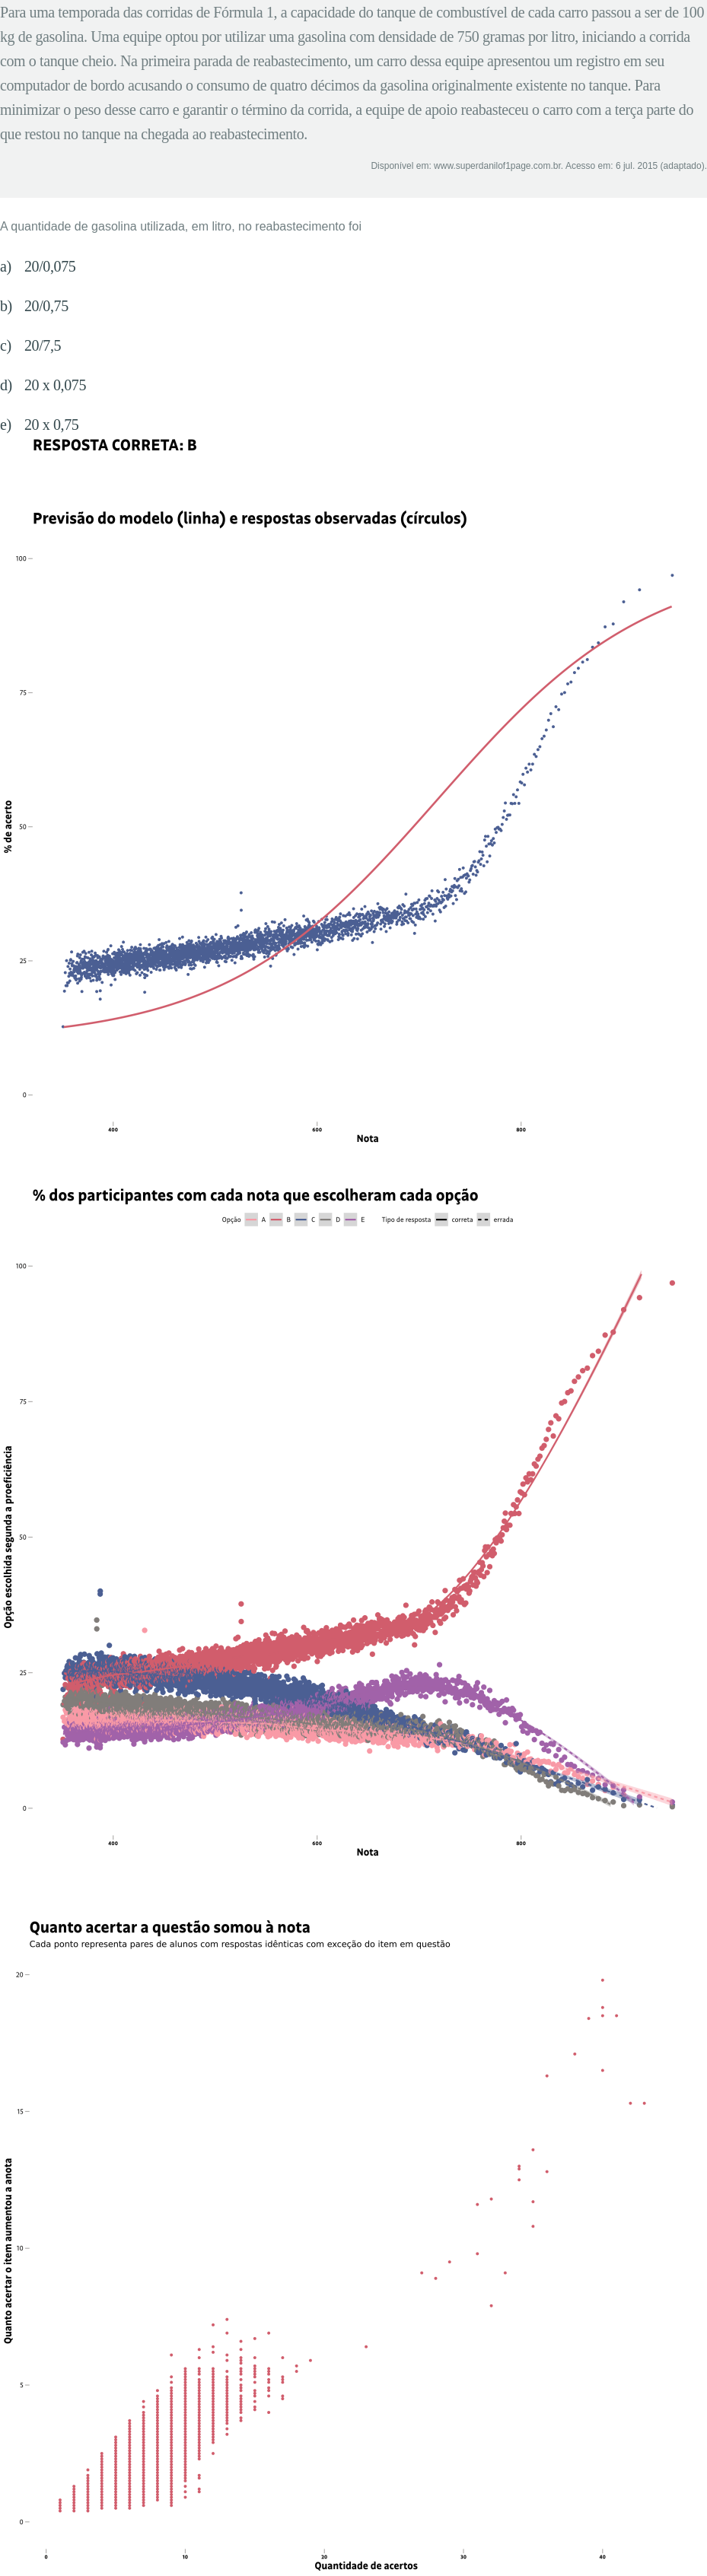 Para uma temporada das corridas de Fórmula 1, a capacidade do tanque de combustível de cada carro passou a ser de 100
kg de gasolina. Uma equipe optou por utilizar uma gasolina com densidade de 750 gramas por litro, iniciando a corrida
com o tanque cheio. Na primeira parada de reabastecimento, um carro dessa equipe apresentou um registro em seu
computador de bordo acusando o consumo de quatro décimos da gasolina originalmente existente no tanque. Para
minimizar o peso desse carro e garantir o término da corrida, a equipe de apoio reabasteceu o carro com a terça parte do
que restou no tanque na chegada ao reabastecimento.
Disponível em: www.superdanilof1page.com.br. Acesso em: 6 jul. 2015 (adaptado).
A quantidade de gasolina utilizada, em litro, no reabastecimento foi
a) 20/0,075
b) 20/0,75
c) 20/7,5
d) 20 x 0,075
e) 20 x 0,75
RESPOSTA CORRETA: B
Previsão do modelo (linha) e respostas observadas (círculos)
100
75
50
25
0
% de acerto
400 600 800
Nota
% dos participantes com cada nota que escolheram cada opção
Opção A B C D E Tipo de resposta correta errada
100
75
50
25
0
Opção escolhida segunda a proeficiência
400 600 800
Nota
Quanto acertar a questão somou à nota
Cada ponto representa pares de alunos com respostas idênticas com exceção do item em questão
20
15
10
5
0
Quanto acertar o item aumentou a anota
0 10 20 30 40
Quantidade de acertos